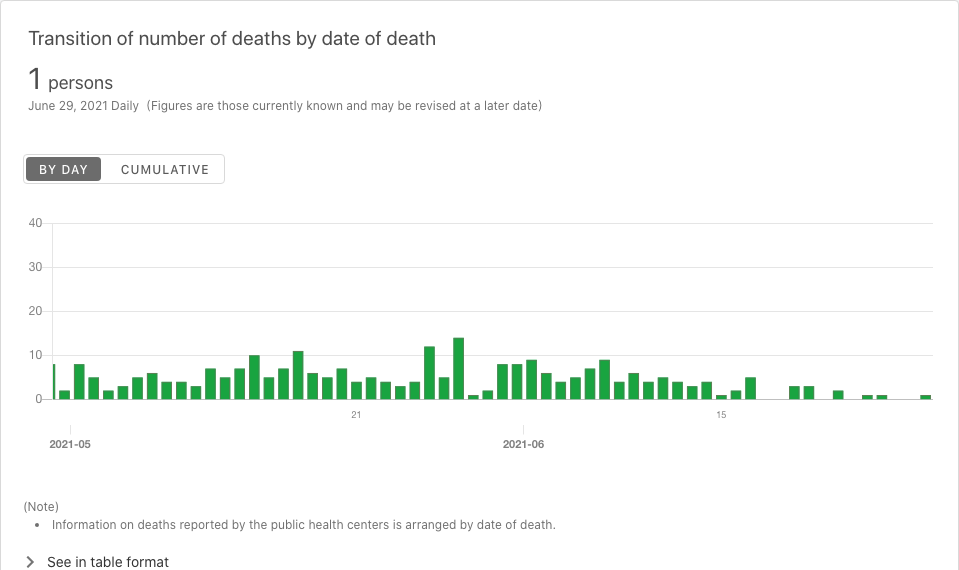 Transition of number of deaths by date of death
1 persons
June 29, 2021 Daily (Figures are those currently known and may be revised at a later date)
BY DAY CUMULATIVE
40
30
20
10
0
21 15
2021-05 2021-06
(Note)
• Information on deaths reported by the public health centers is arranged by date of death.
See in table format